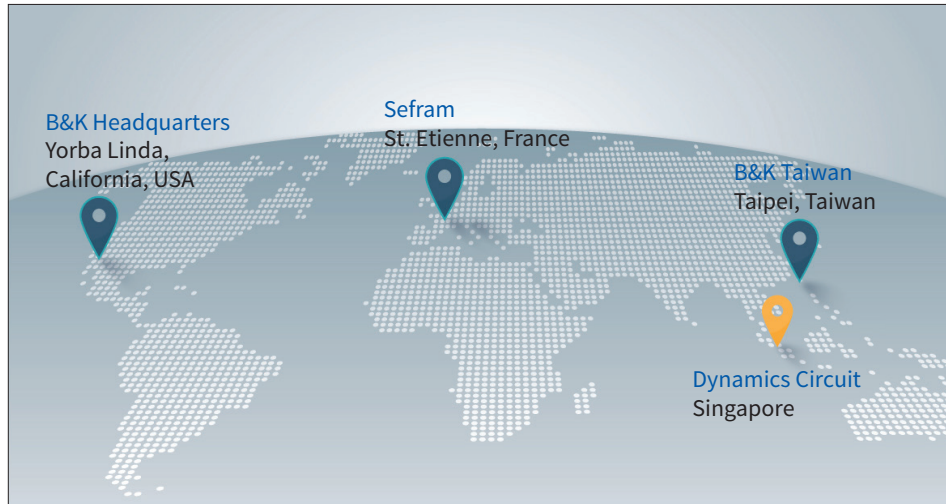 B&K Headquarters
Yorba Linda,
California, USA
Sefram
St. Etienne, France
B&K Taiwan
Taipei, Taiwan
Dynamics Circuit
Singapore